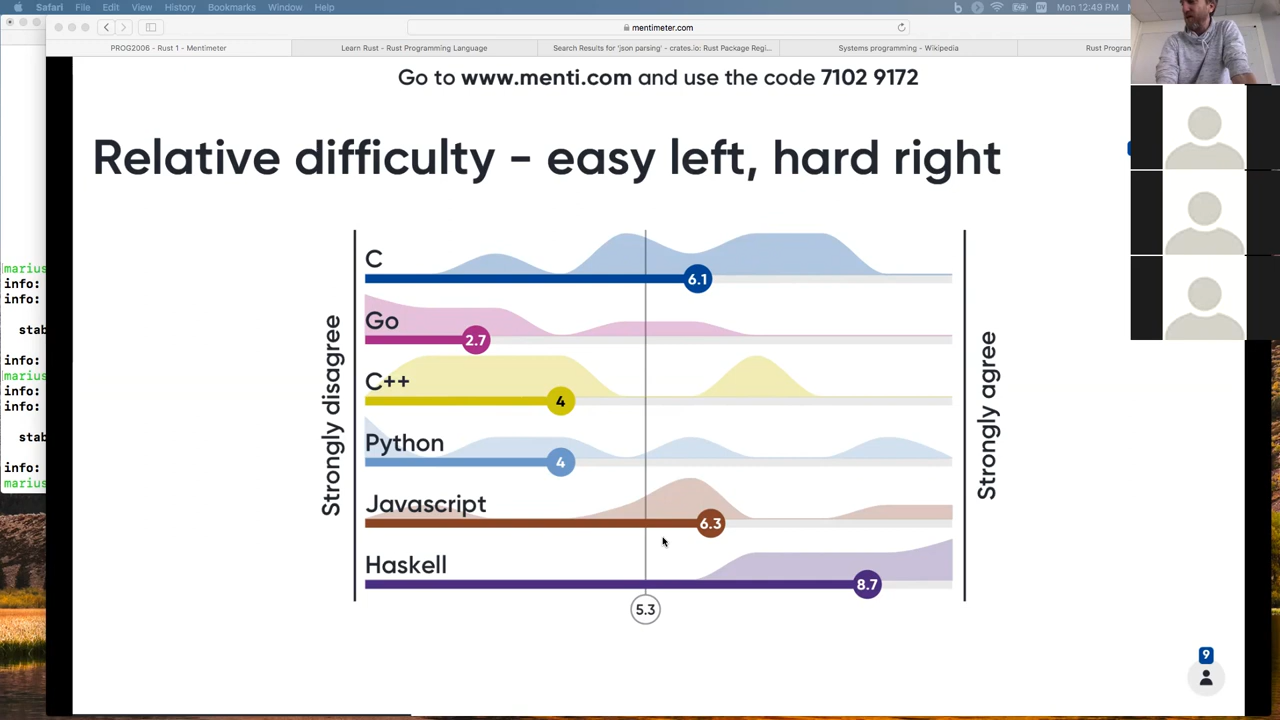 Safari File Edit View History Bookmarks Window Help
Mon 12:49 PM
mentimeter.com
PROG2006 - Rust 1 - Mentimeter
Learn Rust - Rust Programming Language
Search Results for 'json parsing' - crates.io: Rust Package Regi...
Systems programming - Wikipedia
Rust Program
Go to www.menti.com and use the code 7102 9172
Relative difficulty - easy left, hard right
Strongly disagree
C
6.1
Go
2.7
C++
4
Python
4
Javascript
6.3
Haskell
8.7
5.3
Strongly agree
9
marius
info:
info:
stab
info:
marius
info:
info:
stab
info:
marius